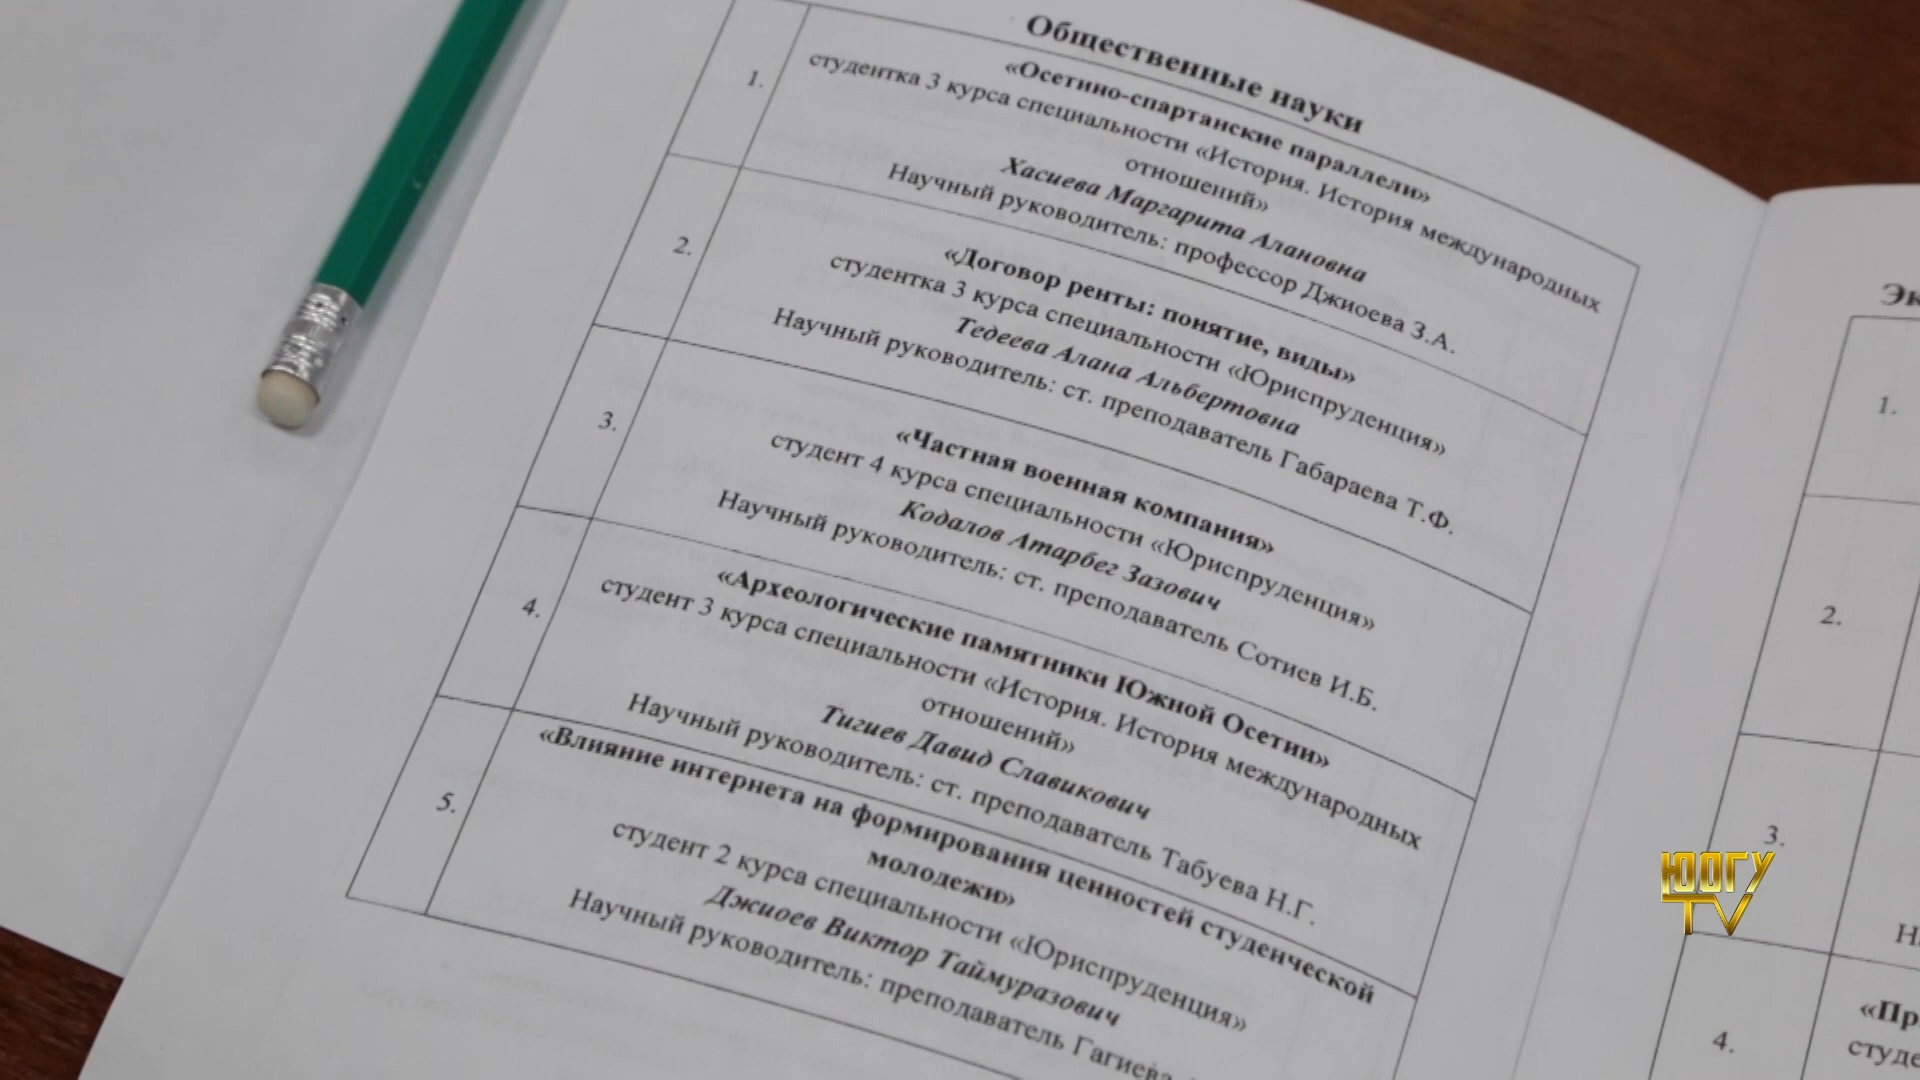 Общественные науки
1.
«Осетино-спартанские параллели»
студентка 3 курса специальности «История. История международных
отношений»
Хасиева Маргарита Алановна
Научный руководитель: профессор Джиоева З.А.
2.
«Договор ренты: понятие, виды»
студентка 3 курса специальности «Юриспруденция»
Тедеева Алана Альбертовна
Научный руководитель: ст. преподаватель Габараева Т.Ф.
3.
«Частная военная компания»
студент 4 курса специальности «Юриспруденция»
Кодалов Атарбег Зазович
Научный руководитель: ст. преподаватель Сотиев И.Б.
4.
«Археологические памятники Южной Осетии»
студент 3 курса специальности «История. История международных
отношений»
Тигиев Давид Славикович
Научный руководитель: ст. преподаватель Табуева Н.Г.
5.
«Влияние интернета на формирования ценностей студенческой
молодежи»
студент 2 курса специальности «Юриспруденция»
Джиоев Виктор Таймуразович
Научный руководитель: преподаватель Гагиева
1.
2.
3.
4.
ЮОГУ
TV